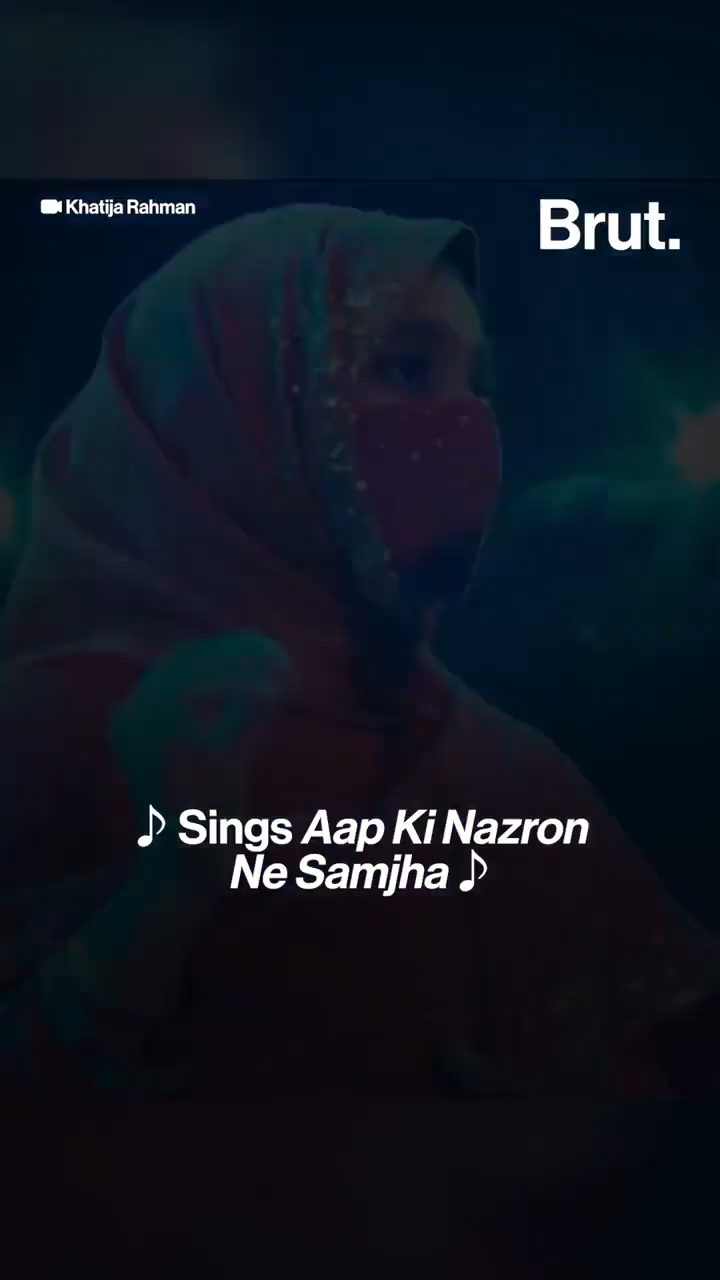 Khatija Rahman
Brut.
♪ Sings Aap Ki Nazron
Ne Samjha ♪